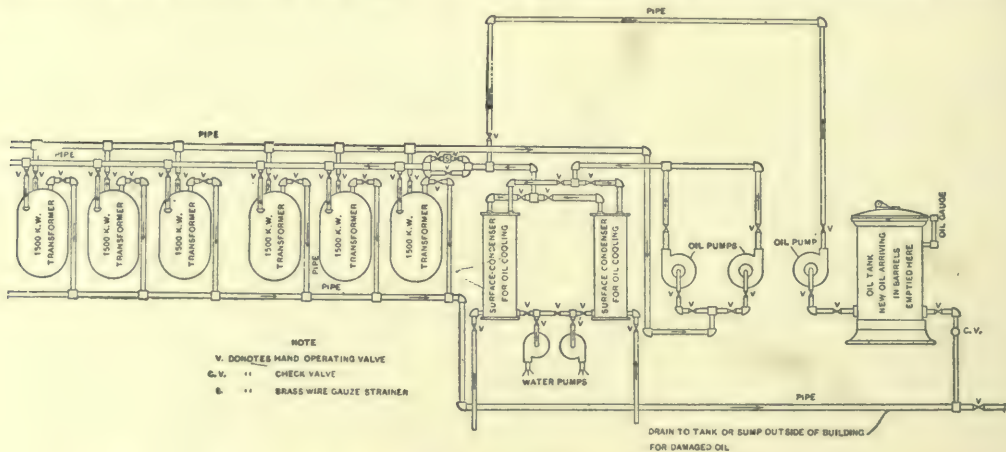 PIPE
PIPE
PIPE
V
S
V
1500 K.W.
TRANSFORMER
1500 K.W.
TRANSFORMER
1500 K.W.
TRANSFORMER
1500 K.W.
TRANSFORMER
1500 K.W.
TRANSFORMER
1500 K.W.
TRANSFORMER
PIPE
PIPE
SURFACE-CONDENSER
FOR OIL COOLING
SURFACE-CONDENSER
FOR OIL COOLING
OIL PUMPS
OIL PUMP
OIL GAUGE
OIL TANK
NEW OIL ARRIVING
IN BARRELS
EMPTIED HERE
C.V.
WATER PUMPS
NOTE
V. DONOTES HAND OPERATING VALVE
C.V. " CHECK VALVE
S. " BRASS WIRE GAUZE STRAINER
PIPE
V
DRAIN TO TANK OR SUMP OUTSIDE OF BUILDING
FOR DAMAGED OIL